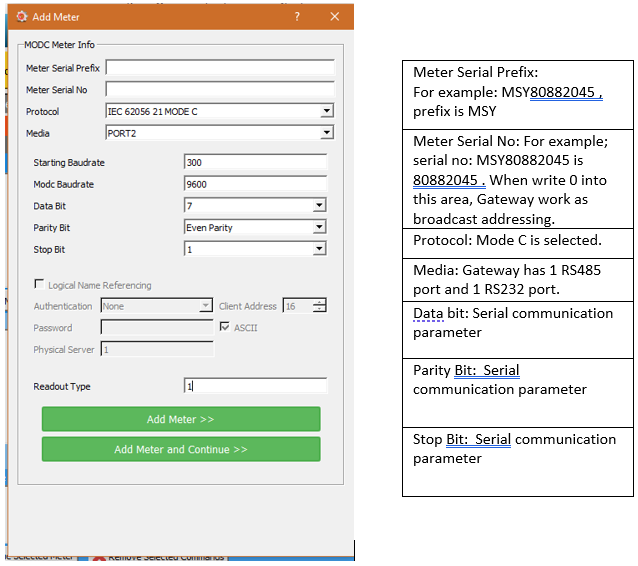 Add Meter
? ×
MODC Meter Info
Meter Serial Prefix
Meter Serial No
Protocol IEC 62056 21 MODE C
Media PORT2
Starting Baudrate 300
Modc Baudrate 9600
Data Bit 7
Parity Bit Even Parity
Stop Bit 1
Logical Name Referencing
Authentication None Client Address 16
Password ASCII
Physical Server 1
Readout Type 1
Add Meter >>
Add Meter and Continue >>
Selected Meter
Remove Selected Commands
Meter Serial Prefix:
For example: MSY80882045 ,
prefix is MSY
Meter Serial No: For example;
serial no: MSY80882045 is
80882045 . When write 0 into
this area, Gateway work as
broadcast addressing.
Protocol: Mode C is selected.
Media: Gateway has 1 RS485
port and 1 RS232 port.
Data bit: Serial communication
parameter
Parity Bit:  Serial
communication parameter
Stop Bit:  Serial communication
parameter